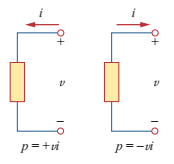 i
i
+
+
v
v
−
−
p = +vi
p = −vi